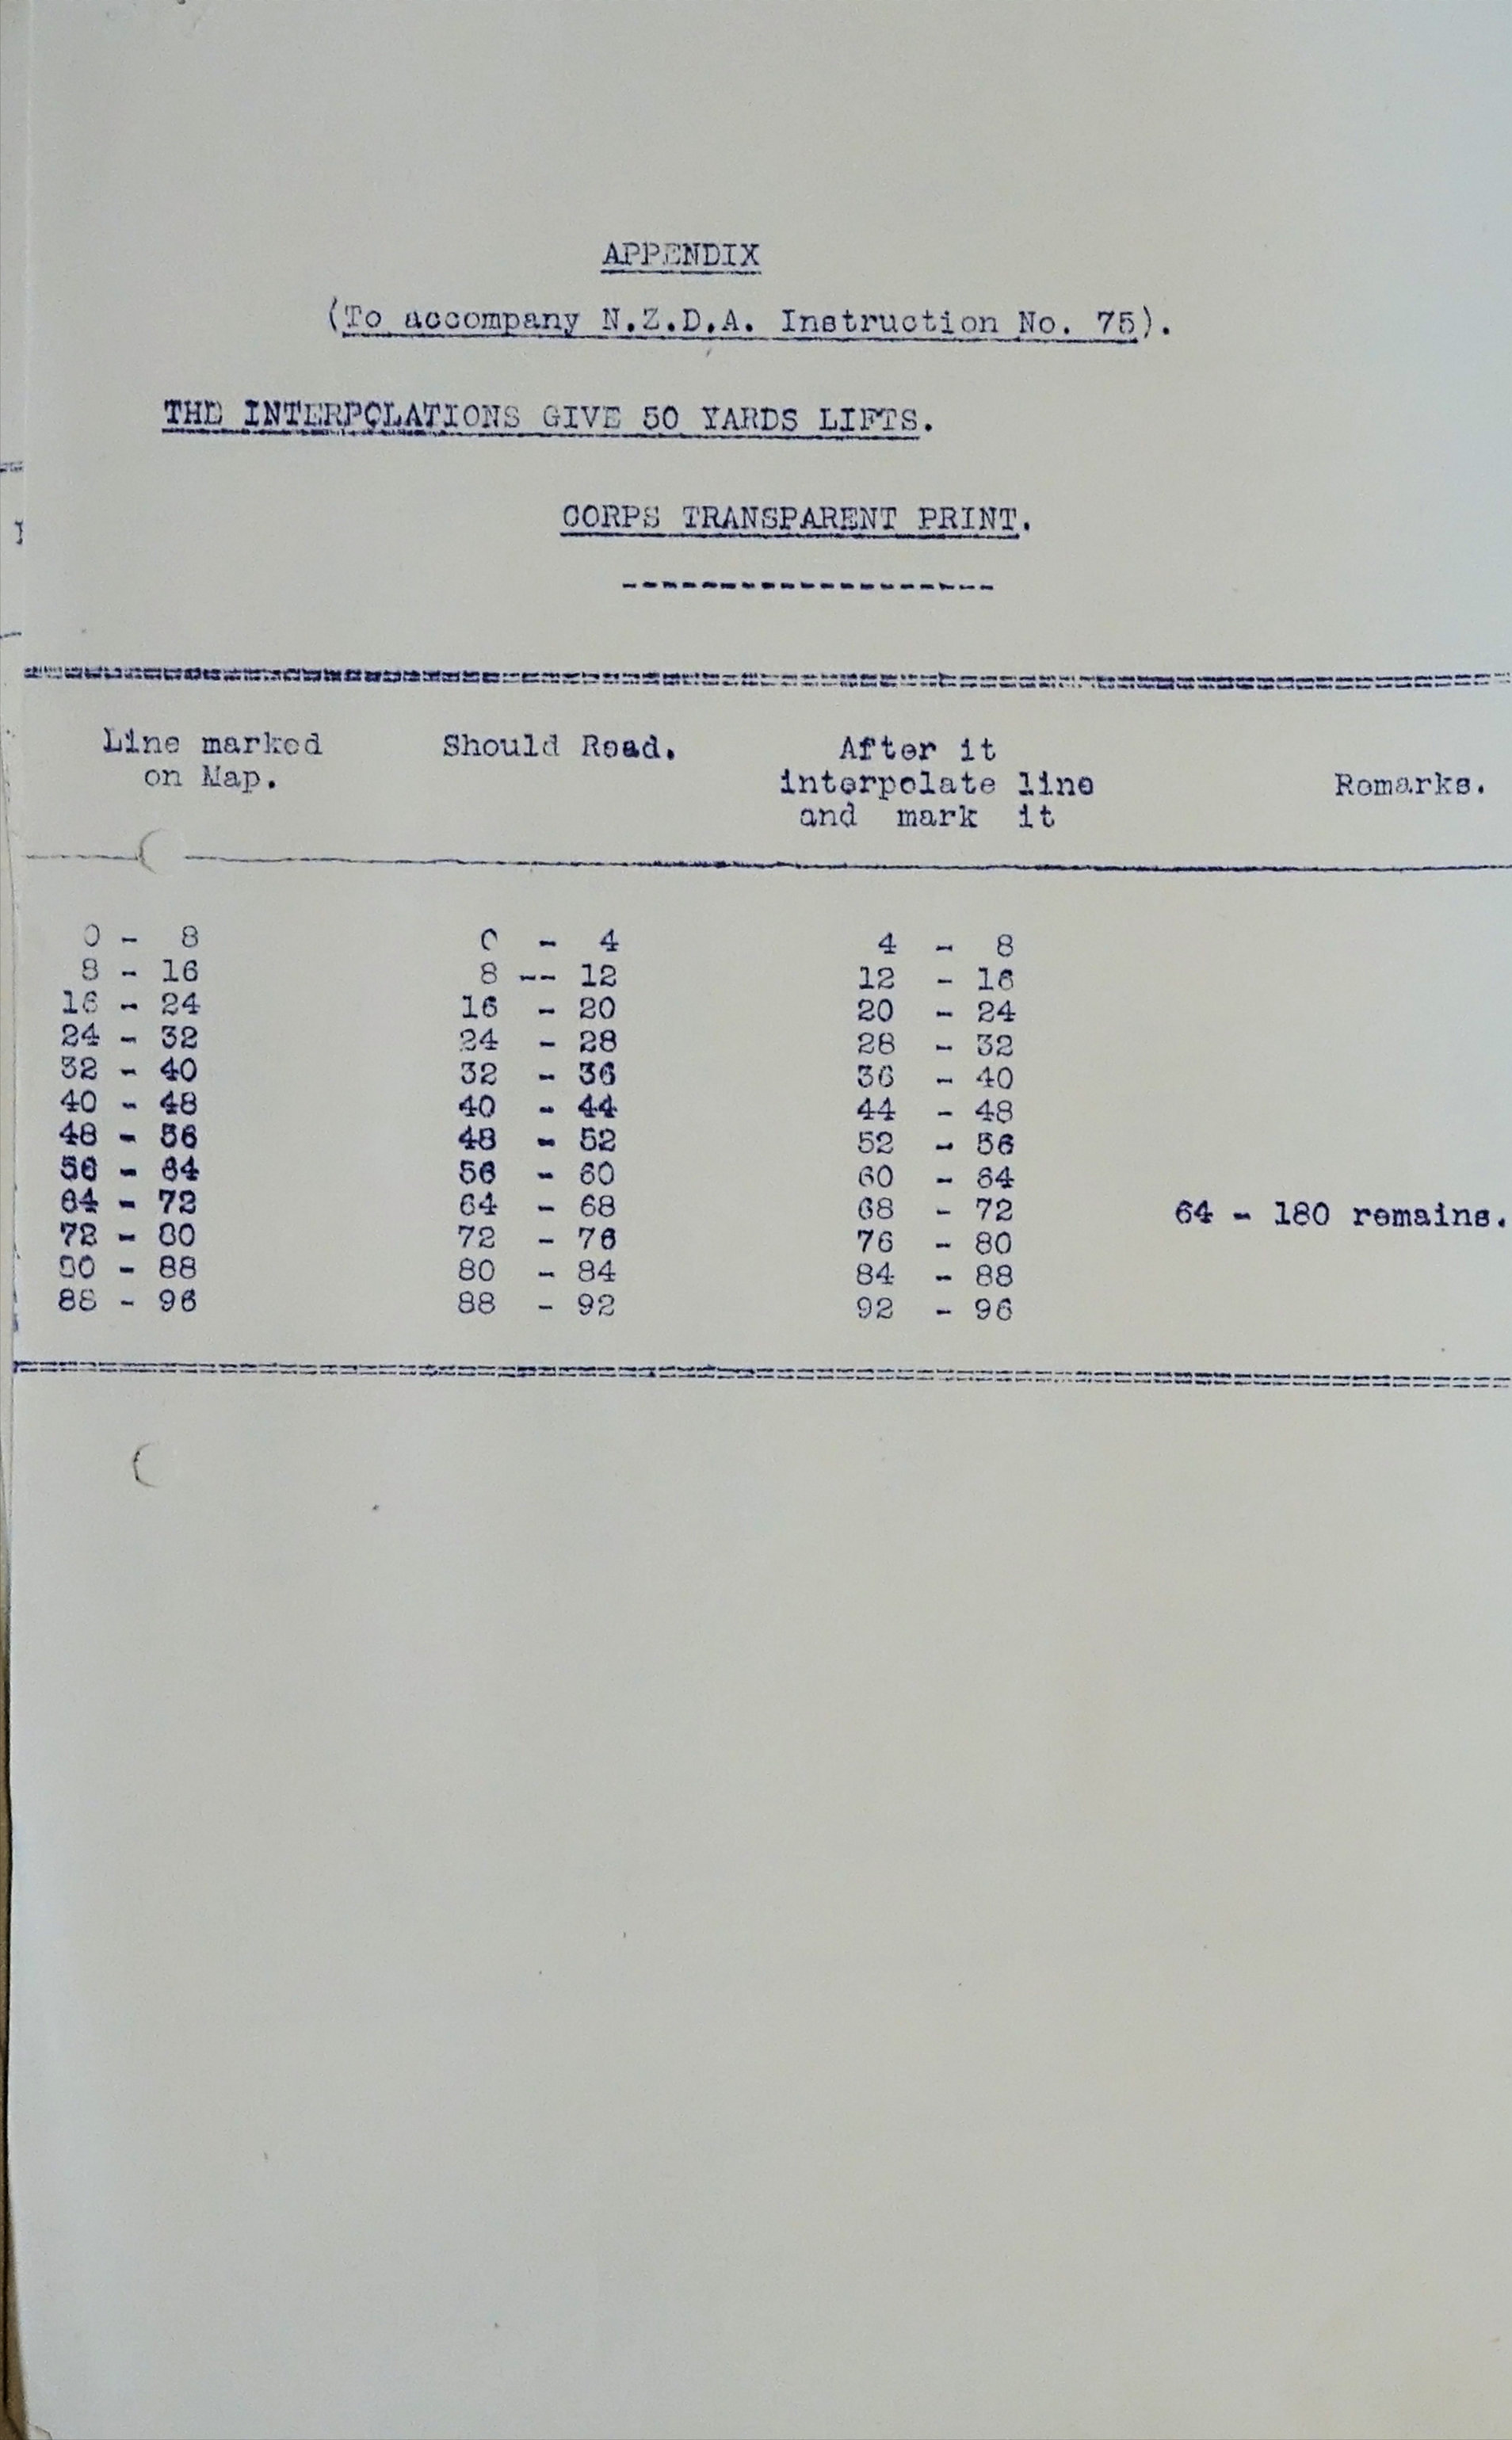 APPENDIX
(To accompany N.Z.D.A. Instruction No. 75).
THE INTERPOLATIONS GIVE 50 YARDS LIFTS.
CORPS TRANSPARENT PRINT.
-------------------
Line marked on Map. Should Read. After it interpolate line and mark it Remarks.
0 - 8 0 - 4 4 - 8
8 - 16 8 -- 12 12 - 16
16 - 24 16 - 20 20 - 24
24 - 32 24 - 28 28 - 32
32 - 40 32 - 36 36 - 40
40 - 48 40 - 44 44 - 48
48 - 56 48 - 52 52 - 56
56 - 64 56 - 60 60 - 64
64 - 72 64 - 68 68 - 72 64 - 180 remains.
72 - 80 72 - 76 76 - 80
80 - 88 80 - 84 84 - 88
88 - 96 88 - 92 92 - 96